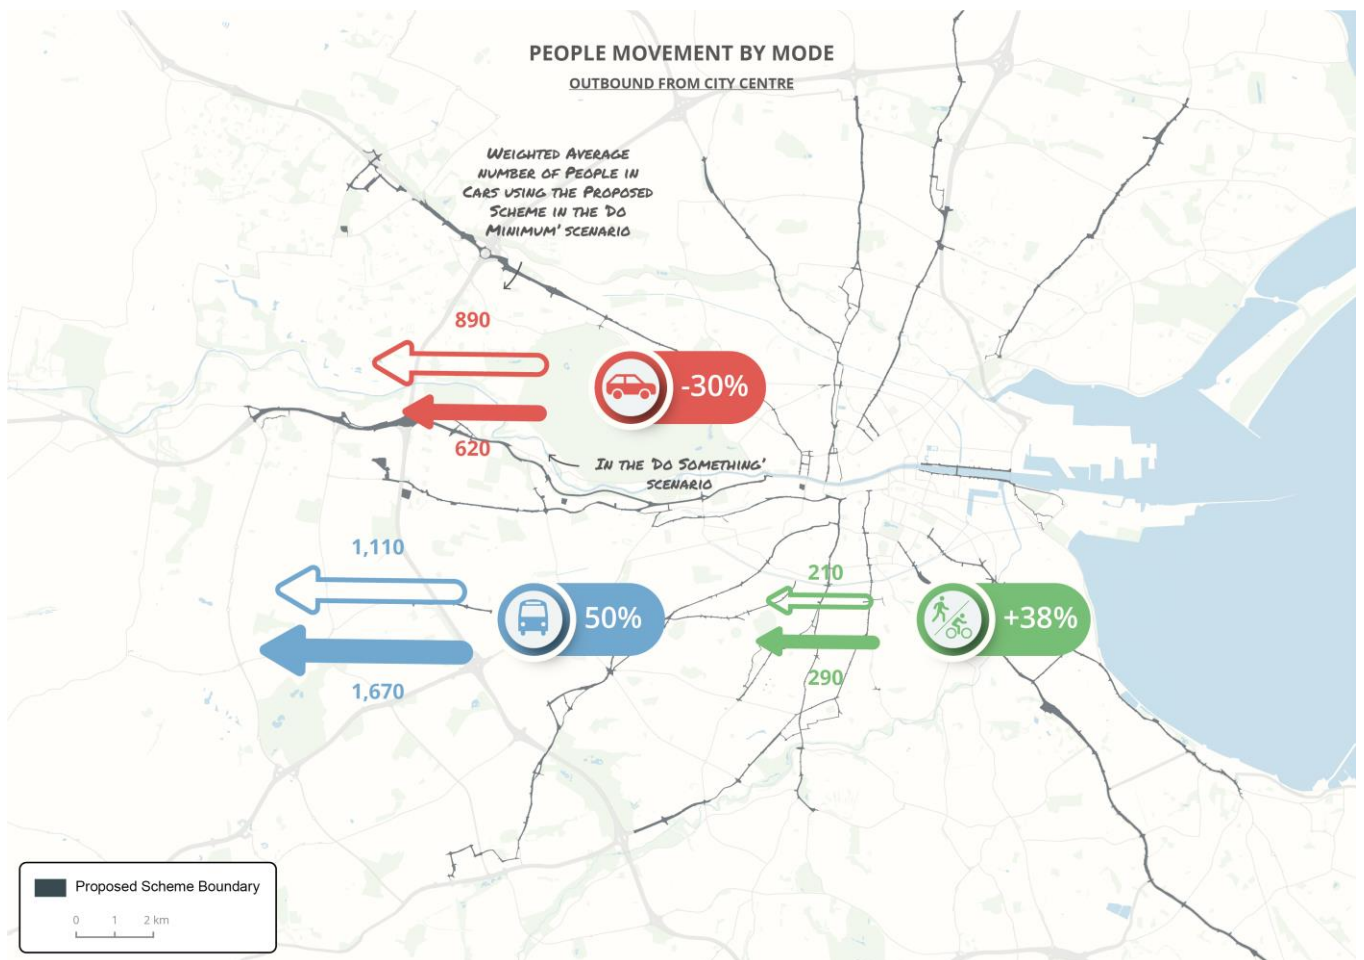 PEOPLE MOVEMENT BY MODE
OUTBOUND FROM CITY CENTRE
WEIGHTED AVERAGE
NUMBER OF PEOPLE IN
CARS USING THE PROPOSED
SCHEME IN THE 'DO
MINIMUM' SCENARIO
890
-30%
620
IN THE 'DO SOMETHING'
SCENARIO
1,110
50%
1,670
210
+38%
290
Proposed Scheme Boundary
0 1 2 km